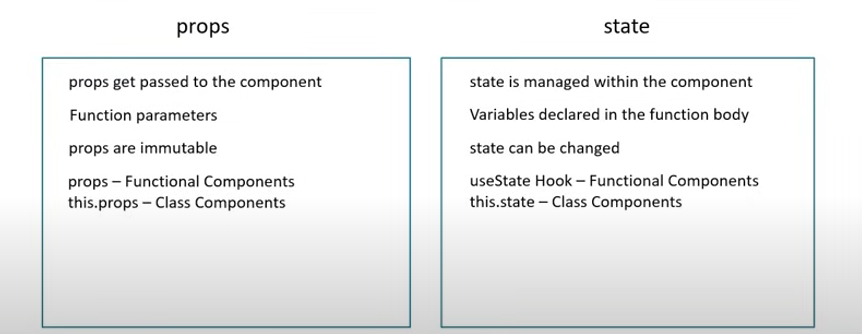 props
props get passed to the component
Function parameters
props are immutable
props – Functional Components
this.props – Class Components
state
state is managed within the component
Variables declared in the function body
state can be changed
useState Hook – Functional Components
this.state – Class Components